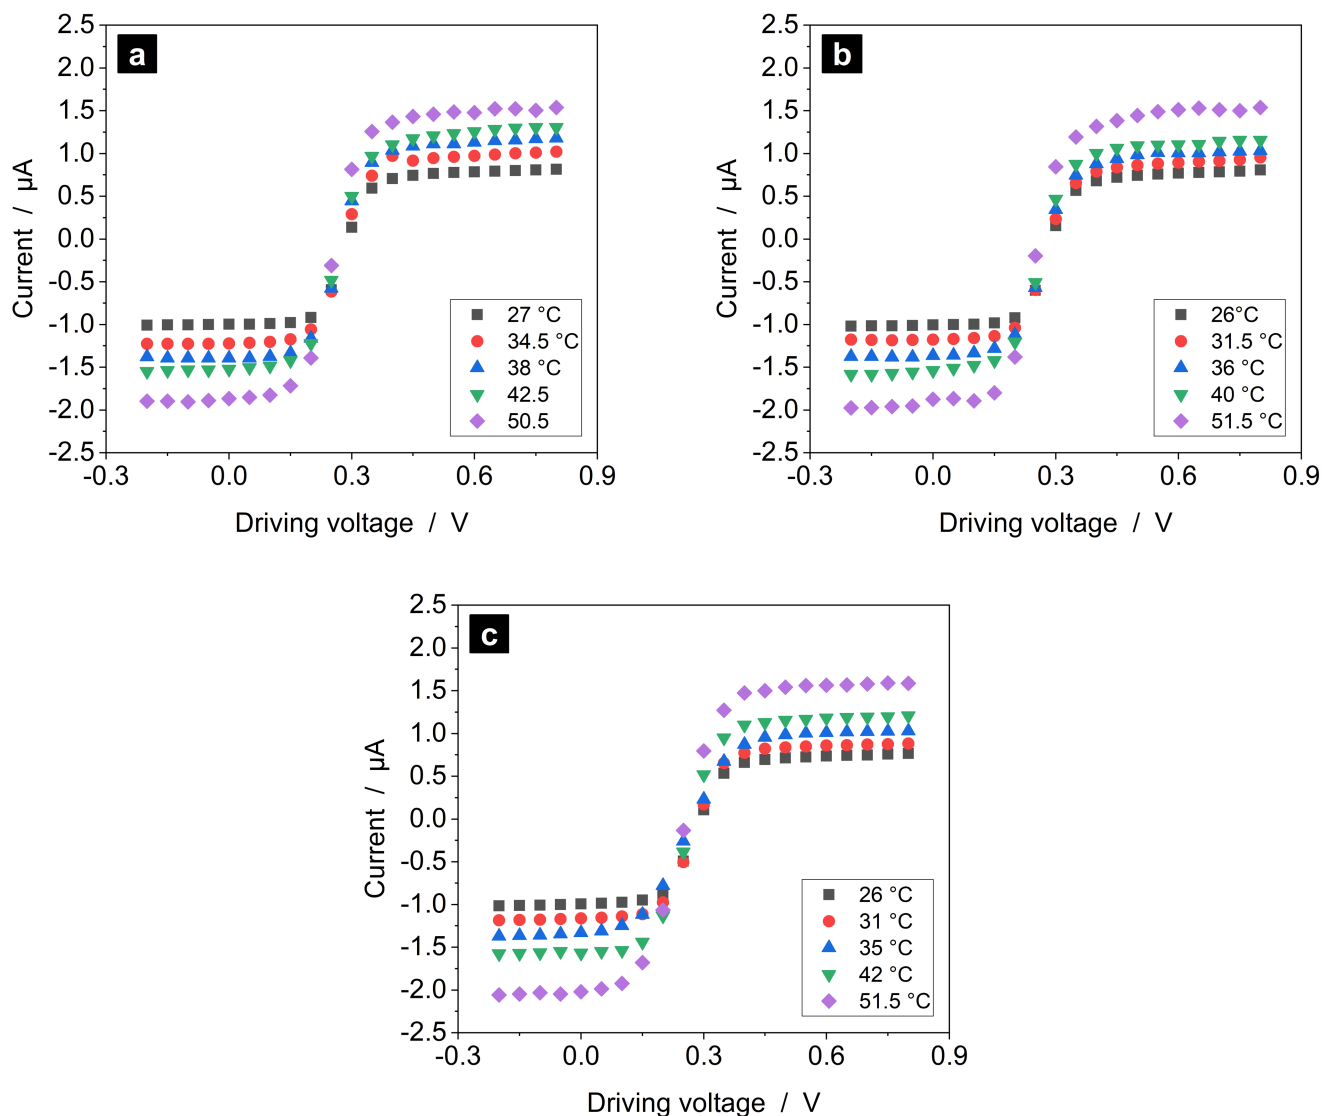 a
2.5
2.0
1.5
1.0
0.5
0.0
-0.5
-1.0
-1.5
-2.0
-2.5
Current / µA
27 °C
34.5 °C
38 °C
42.5
50.5
-0.3 0.0 0.3 0.6 0.9
Driving voltage / V
b
2.5
2.0
1.5
1.0
0.5
0.0
-0.5
-1.0
-1.5
-2.0
-2.5
Current / µA
26°C
31.5 °C
36 °C
40 °C
51.5 °C
-0.3 0.0 0.3 0.6 0.9
Driving voltage / V
c
2.5
2.0
1.5
1.0
0.5
0.0
-0.5
-1.0
-1.5
-2.0
-2.5
Current / µA
26 °C
31 °C
35 °C
42 °C
51.5 °C
-0.3 0.0 0.3 0.6 0.9
Driving voltage / V